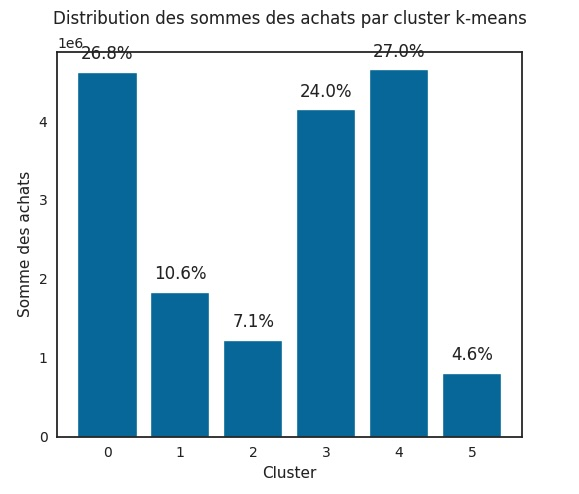 Distribution des sommes des achats par cluster k-means
1e6
26.8%
27.0%
24.0%
10.6%
7.1%
4.6%
4
3
2
1
0
Somme des achats
0 1 2 3 4 5
Cluster